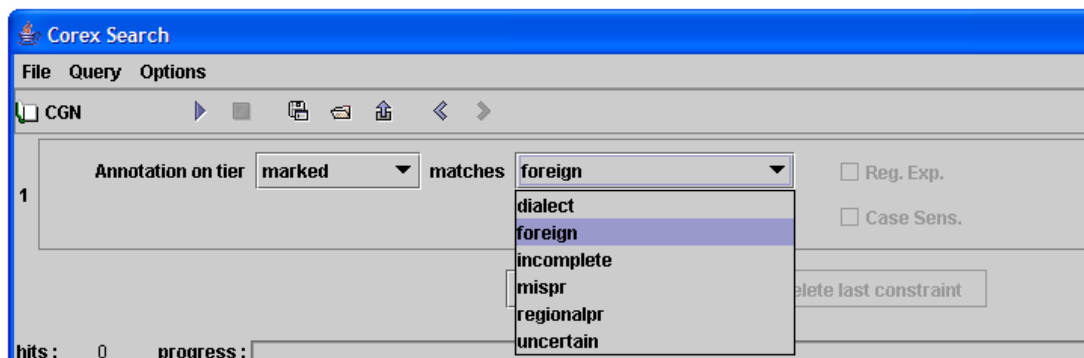 Corex Search
File Query Options
CGN
1
Annotation on tier marked matches foreign Reg. Exp.
dialect
foreign Case Sens.
incomplete
mispr elete last constraint
regionalpr
uncertain
hits : 0 progress :